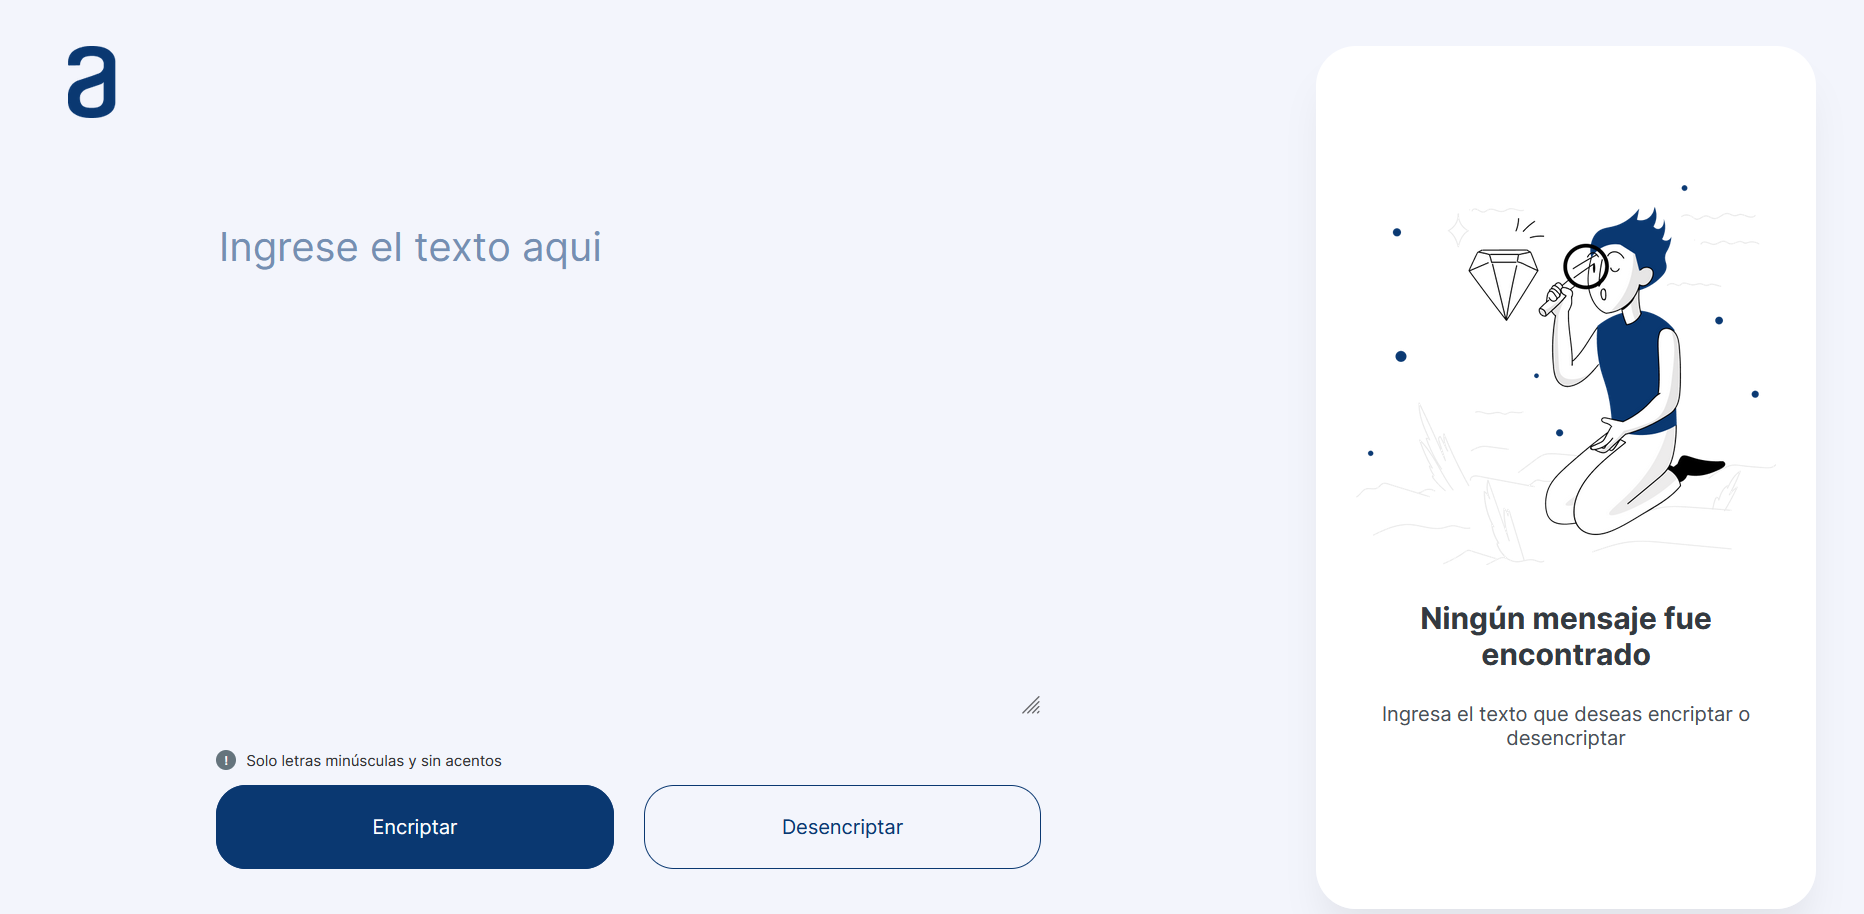 a
Ingrese el texto aqui
! Solo letras minúsculas y sin acentos
Encriptar
Desencriptar
Ningún mensaje fue
encontrado
Ingresa el texto que deseas encriptar o
desencriptar